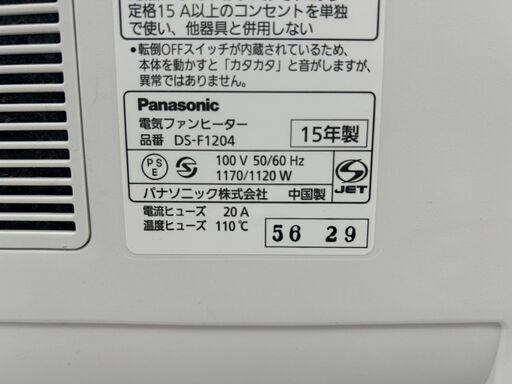 定格15 A以上のコンセントを単独
で使い、他器具と併用しない
●転倒OFFスイッチが内蔵されているため、
本体を動かすと「カタカタ」と音がしますが、
異常ではありません。
Panasonic
電気ファンヒーター
品番 DS-F1204
15年製
PS
E
100 V 50/60 Hz
1170/1120 W
S
JET
パナソニック株式会社 中国製
電流ヒューズ 20 A
温度ヒューズ 110℃
56 29